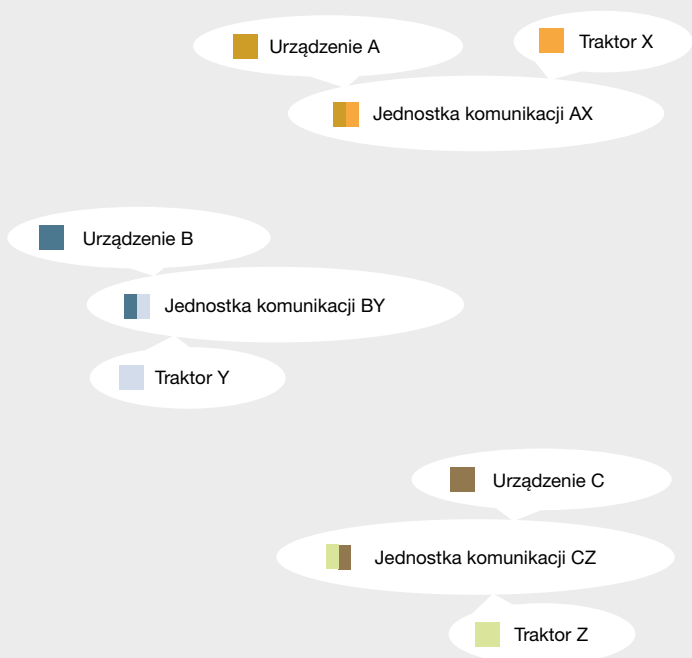 Urządzenie A
Traktor X
Jednostka komunikacji AX
Urządzenie B
Jednostka komunikacji BY
Traktor Y
Urządzenie C
Jednostka komunikacji CZ
Traktor Z